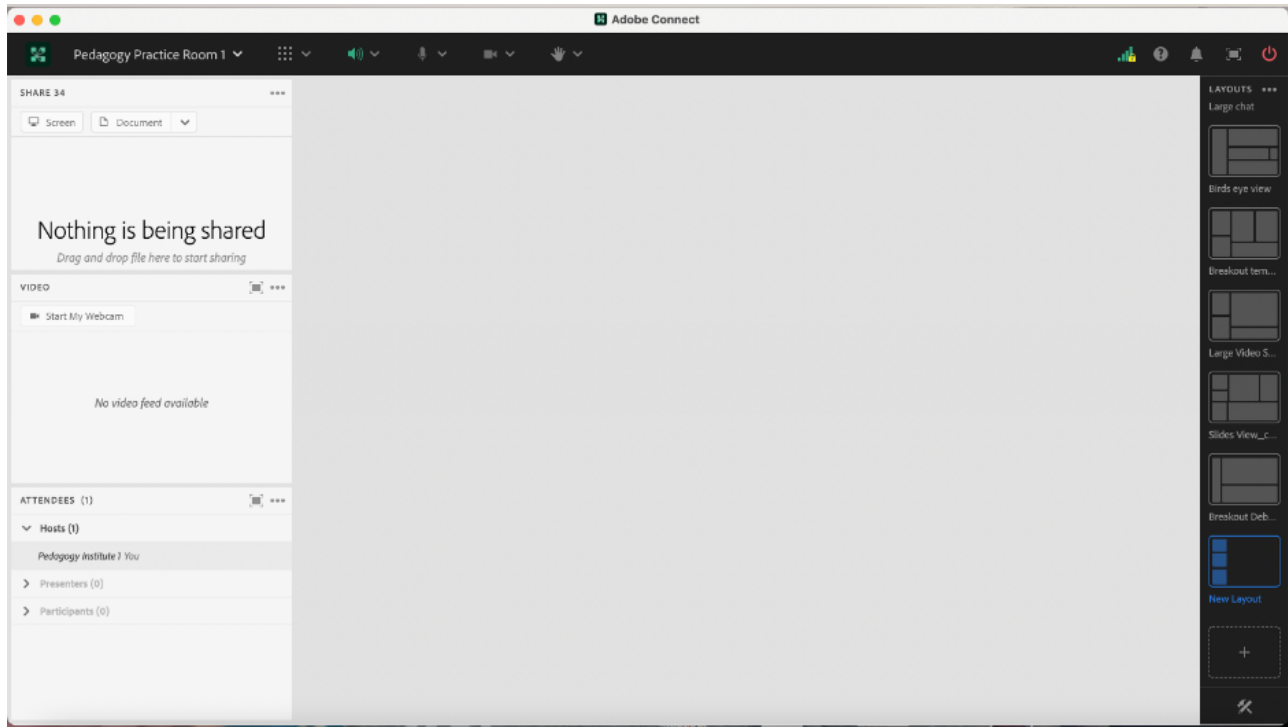 Adobe Connect
Pedagogy Practice Room 1
SHARE 34
Screen
Document
Nothing is being shared
Drag and drop file here to start sharing
VIDEO
Start My Webcam
No video feed available
ATTENDEES (1)
Hosts (1)
Pedagogy Institute 1 You
Presenters (0)
Participants (0)
LAYOUTS
Large chat
Birds eye view
Breakout tem...
Large Video S...
Slides View_c...
Breakout Deb...
New Layout